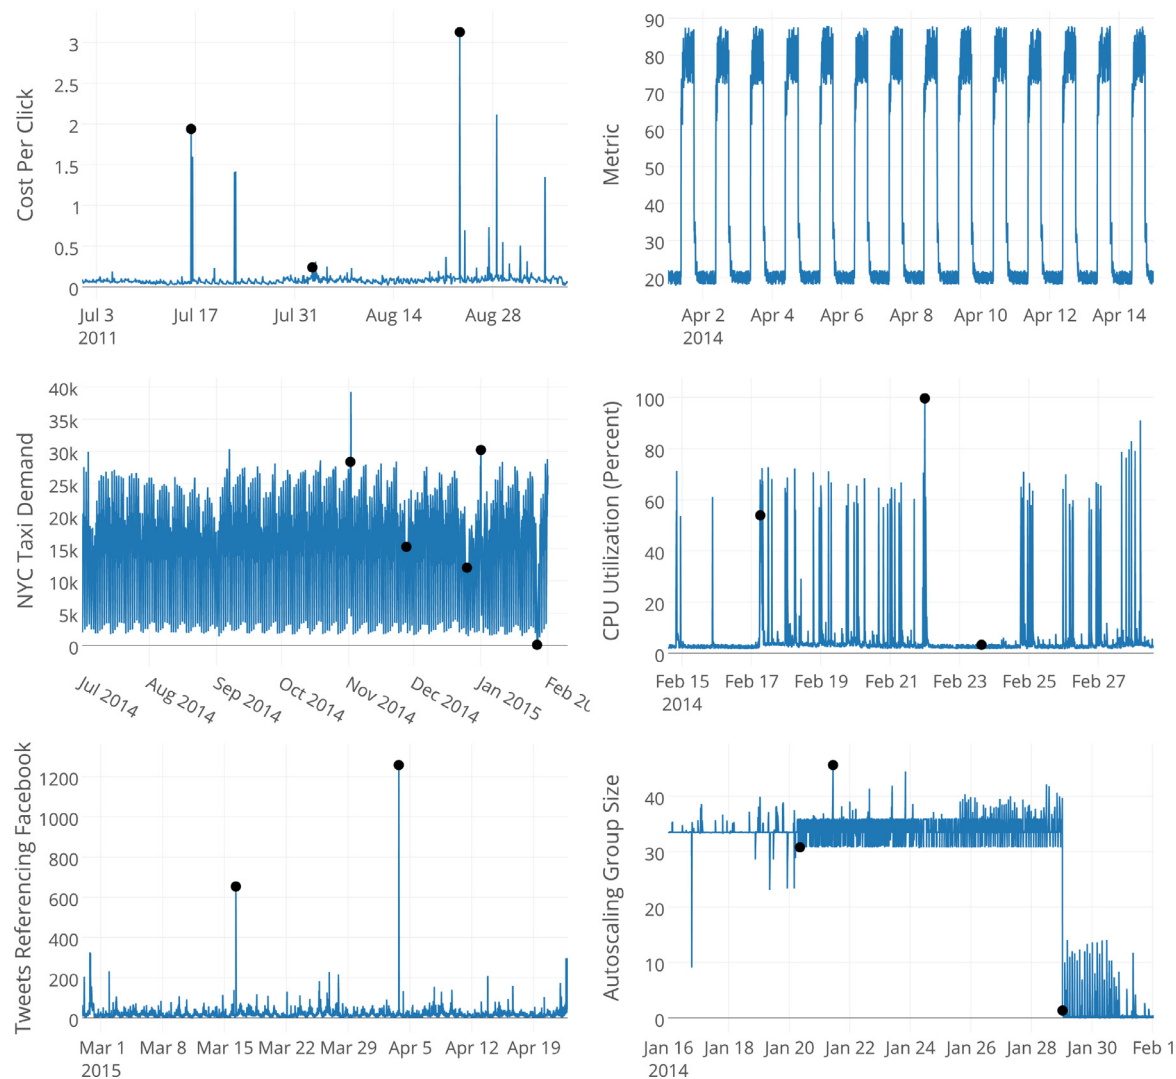 Cost Per Click
3
2.5
2
1.5
1
0.5
0
Jul 3
2011
Jul 17
Jul 31
Aug 14
Aug 28
Metric
90
80
70
60
50
40
30
20
Apr 2
2014
Apr 4
Apr 6
Apr 8
Apr 10
Apr 12
Apr 14
NYC Taxi Demand
40k
35k
30k
25k
20k
15k
10k
5k
0
Jul 2014
Aug 2014
Sep 2014
Oct 2014
Nov 2014
Dec 2014
Jan 2015
Feb 20
CPU Utilization (Percent)
100
80
60
40
20
0
Feb 15
2014
Feb 17
Feb 19
Feb 21
Feb 23
Feb 25
Feb 27
Tweets Referencing Facebook
1200
1000
800
600
400
200
0
Mar 1
2015
Mar 8
Mar 15
Mar 22
Mar 29
Apr 5
Apr 12
Apr 19
Autoscaling Group Size
40
30
20
10
0
Jan 16
2014
Jan 18
Jan 20
Jan 22
Jan 24
Jan 26
Jan 28
Jan 30
Feb 1